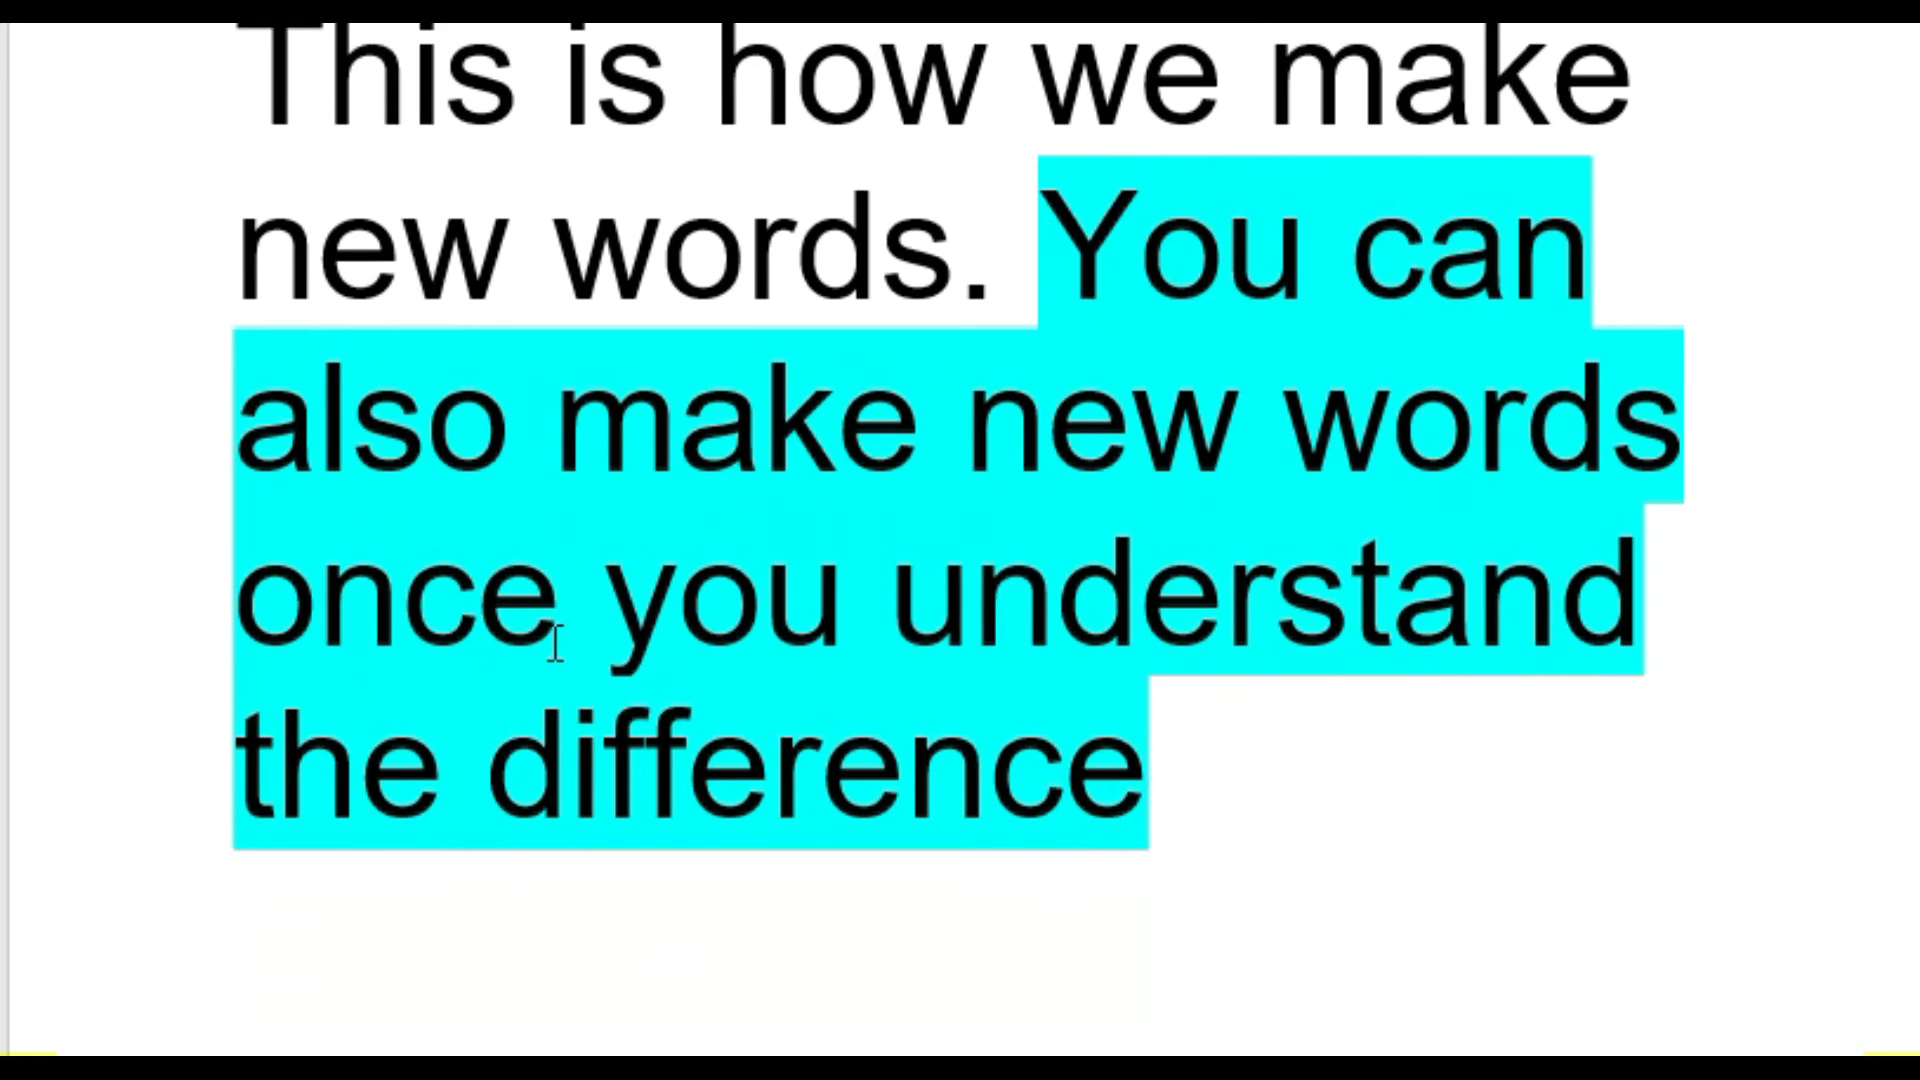 This is how we make
new words. You can
also make new words
once you understand
the difference